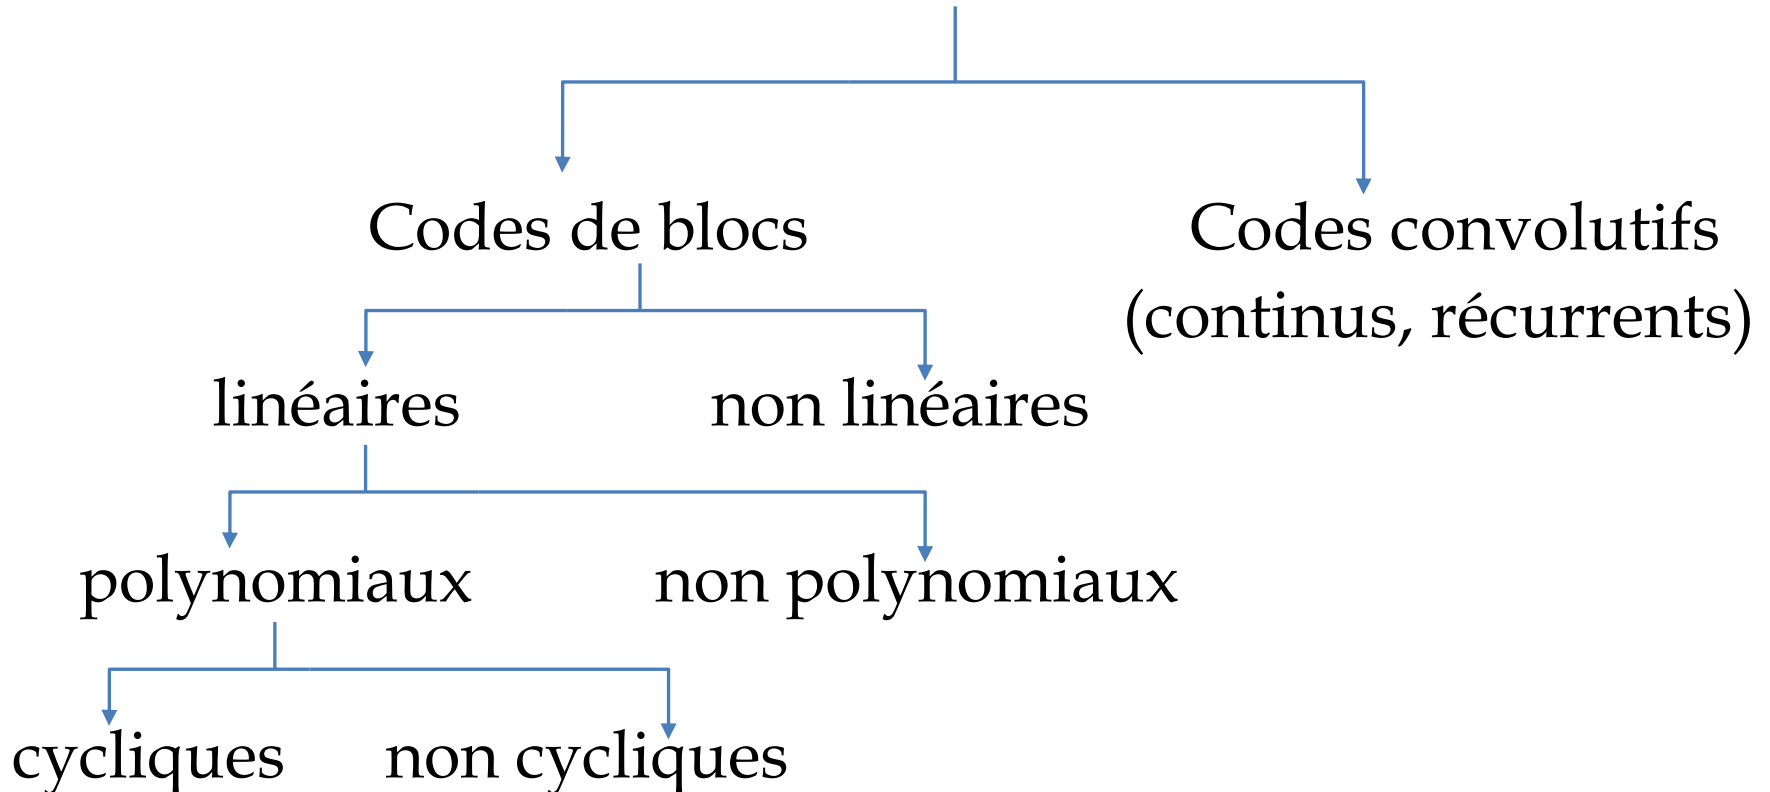 Codes de blocs
Codes convolutifs
(continus, récurrents)
linéaires
non linéaires
polynomiaux
non polynomiaux
cycliques
non cycliques